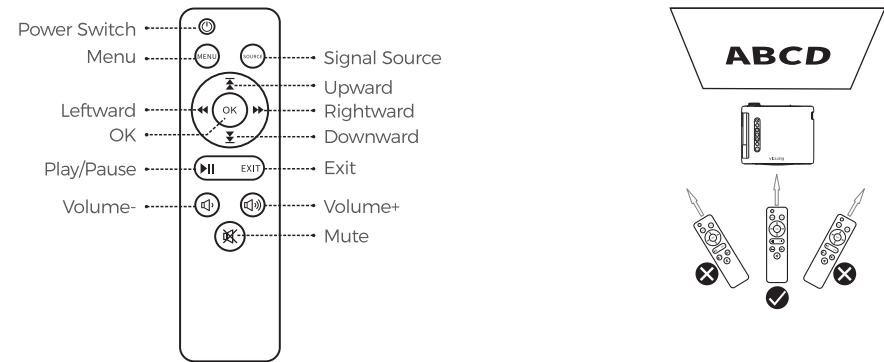 Power Switch
Menu
MENU
SOURCE
Signal Source
Upward
Leftward
OK
Rightward
OK
Downward
Play/Pause
EXIT
Exit
Volume-
Volume+
Mute
ABCD